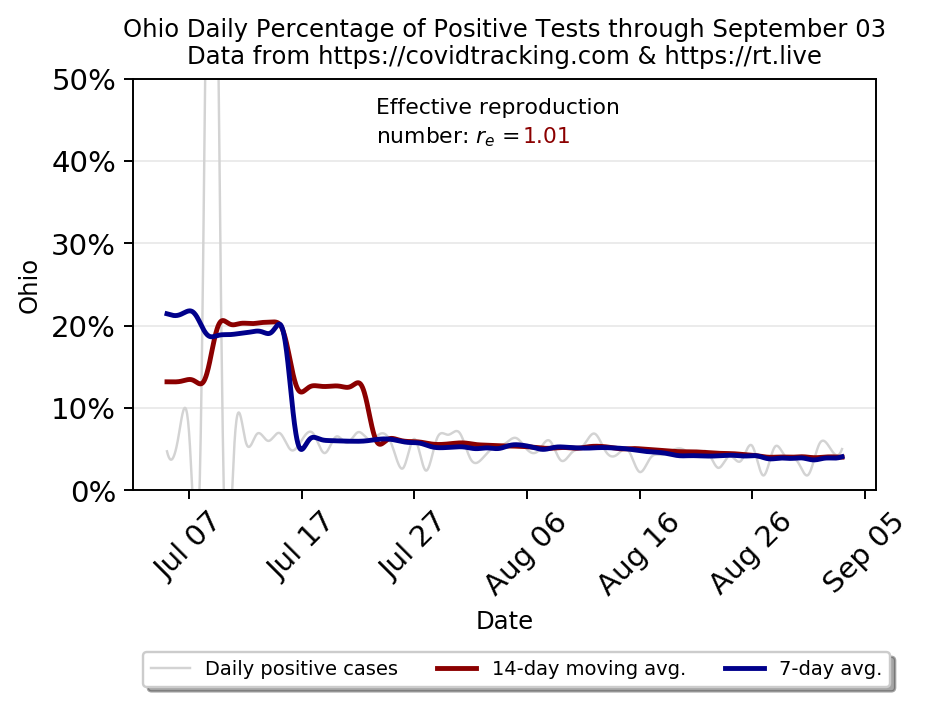 Ohio Daily Percentage of Positive Tests through September 03
Data from https://covidtracking.com & https://rt.live
50%
40%
30%
20%
10%
0%
Ohio
Effective reproduction
number: rₑ =1.01
Jul 07
Jul 17
Jul 27
Aug 06
Aug 16
Aug 26
Sep 05
Date
Daily positive cases
14-day moving avg.
7-day avg.